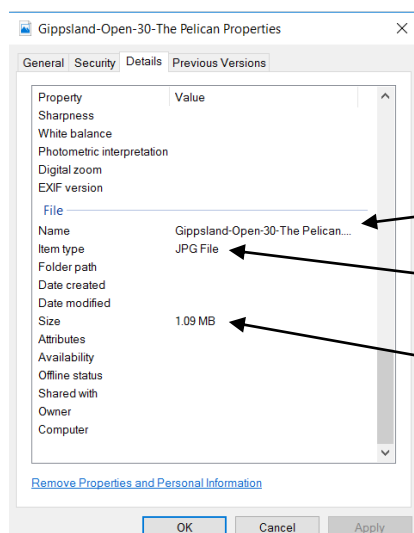 Gippsland-Open-30-The Pelican Properties
General Security Details Previous Versions
Property Value
Sharpness
White balance
Photometric interpretation
Digital zoom
EXIF version
File
Name Gippsland-Open-30-The Pelican....
Item type JPG File
Folder path
Date created
Date modified
Size 1.09 MB
Attributes
Availability
Offline status
Shared with
Owner
Computer
Remove Properties and Personal Information
OK Cancel Apply